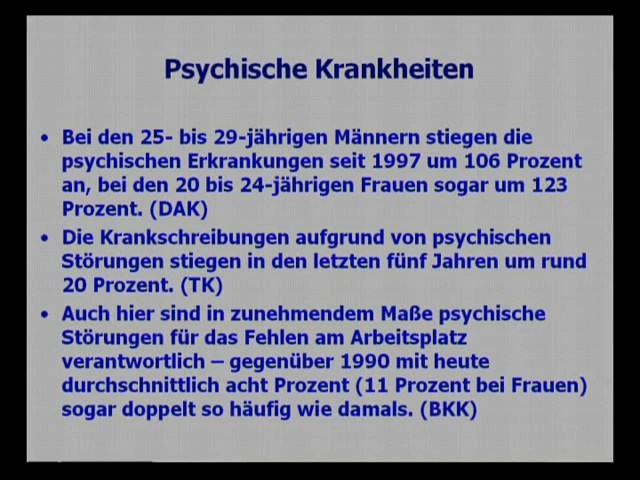 Psychische Krankheiten
• Bei den 25- bis 29-jährigen Männern stiegen die
psychischen Erkrankungen seit 1997 um 106 Prozent
an, bei den 20 bis 24-jährigen Frauen sogar um 123
Prozent. (DAK)
• Die Krankschreibungen aufgrund von psychischen
Störungen stiegen in den letzten fünf Jahren um rund
20 Prozent. (TK)
• Auch hier sind in zunehmendem Maße psychische
Störungen für das Fehlen am Arbeitsplatz
verantwortlich – gegenüber 1990 mit heute
durchschnittlich acht Prozent (11 Prozent bei Frauen)
sogar doppelt so häufig wie damals. (BKK)